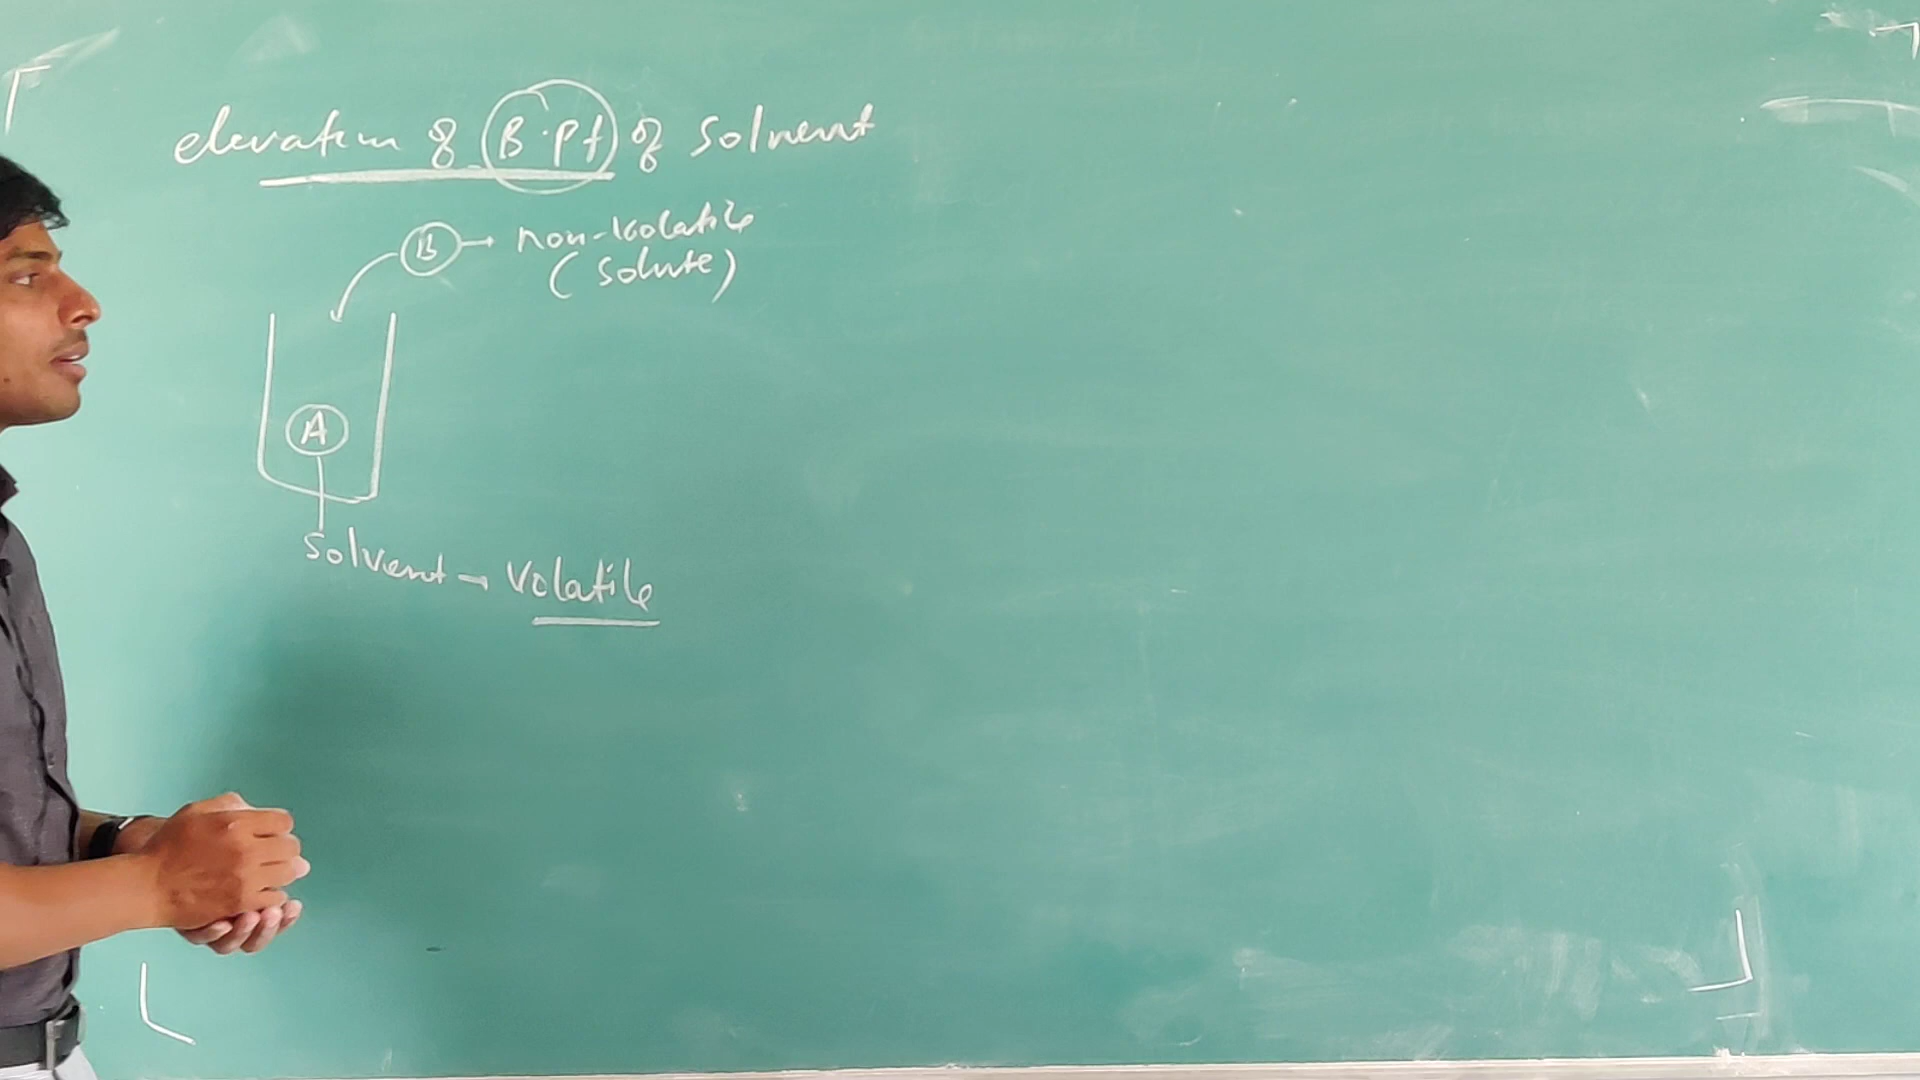 elevation of B.pt of Solvent
B → non-volatile
(Solute)
A
Solvent → Volatile